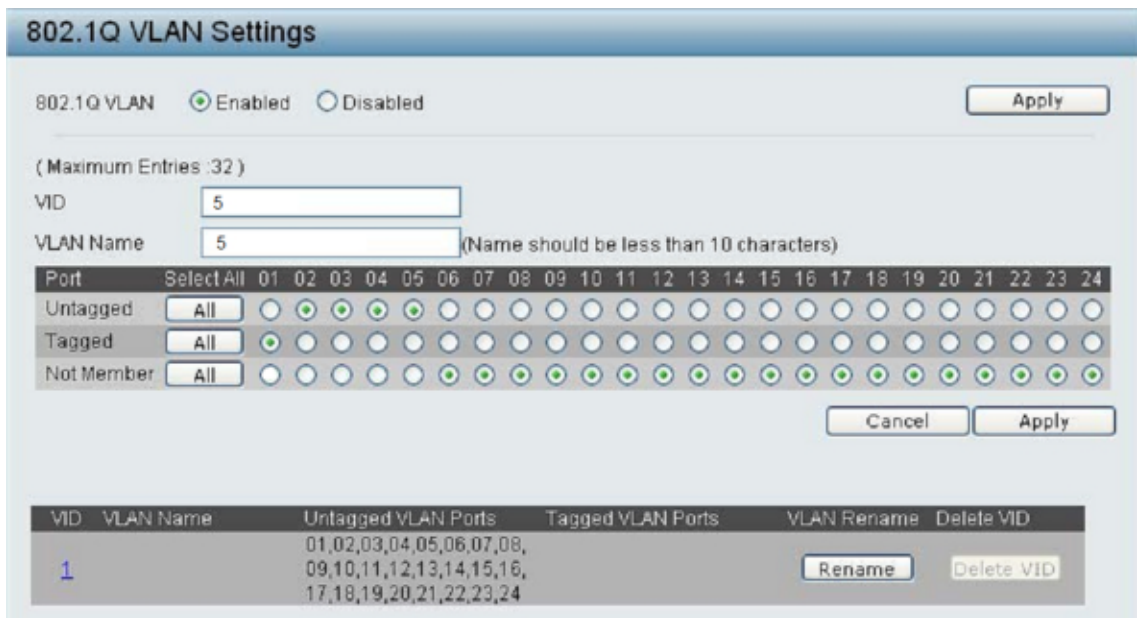 802.1Q VLAN Settings
802.1Q VLAN Enabled Disabled Apply
( Maximum Entries :32 )
VID 5
VLAN Name 5 (Name should be less than 10 characters)
Port Select All 01 02 03 04 05 06 07 08 09 10 11 12 13 14 15 16 17 18 19 20 21 22 23 24
Untagged All
Tagged All
Not Member All
Cancel Apply
VID VLAN Name Untagged VLAN Ports Tagged VLAN Ports VLAN Rename Delete VID
01,02,03,04,05,06,07,08,
1 09,10,11,12,13,14,15,16, Rename Delete VID
17,18,19,20,21,22,23,24